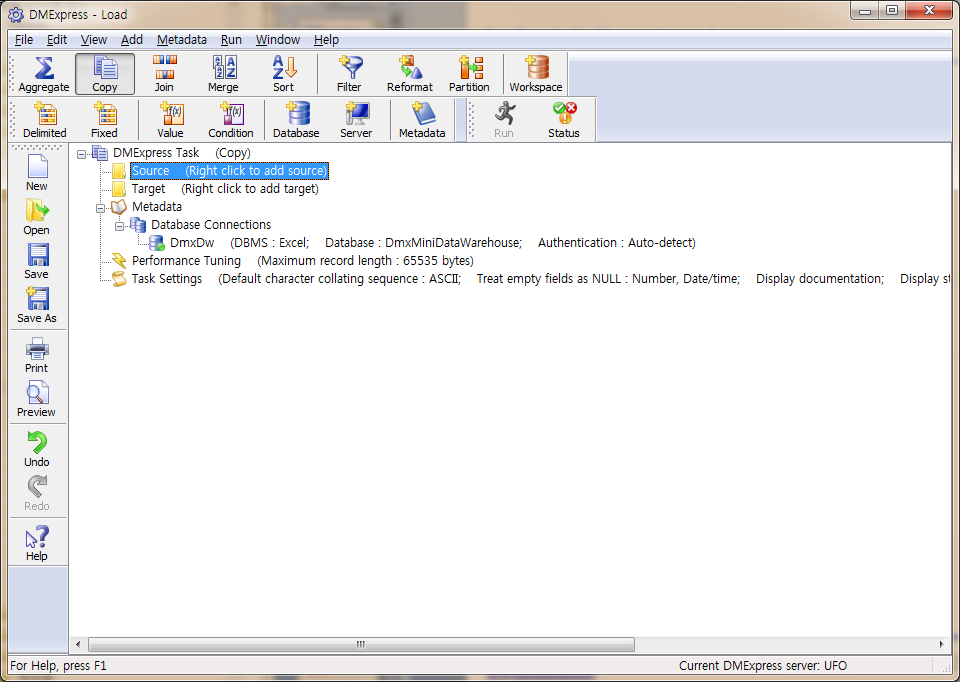 DMExpress - Load
File Edit View Add Metadata Run Window Help
Aggregate Copy Join Merge Sort Filter Reformat Partition Workspace
Delimited Fixed Value Condition Database Server Metadata Run Status
New
Open
Save
Save As
Print
Preview
Undo
Redo
Help
DMExpress Task (Copy)
Source (Right click to add source)
Target (Right click to add target)
Metadata
Database Connections
DmxDw (DBMS : Excel; Database : DmxMiniDataWarehouse; Authentication : Auto-detect)
Performance Tuning (Maximum record length : 65535 bytes)
Task Settings (Default character collating sequence : ASCII; Treat empty fields as NULL : Number, Date/time; Display documentation; Display st
For Help, press F1 Current DMExpress server: UFO